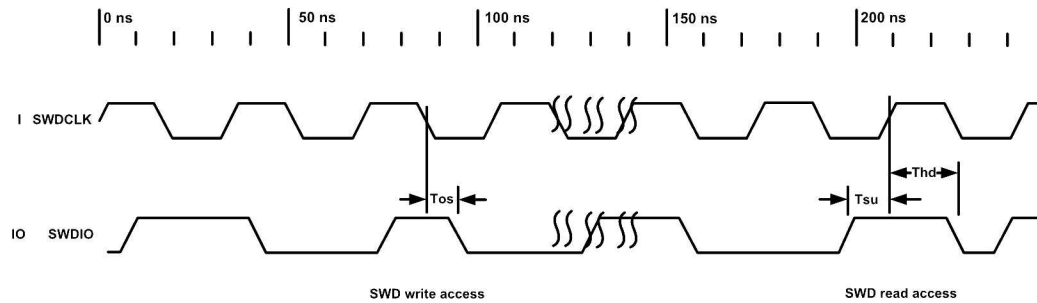 0 ns 50 ns 100 ns 150 ns 200 ns
I SWDCLK
Thd
Tos Tsu
IO SWDIO
SWD write access SWD read access